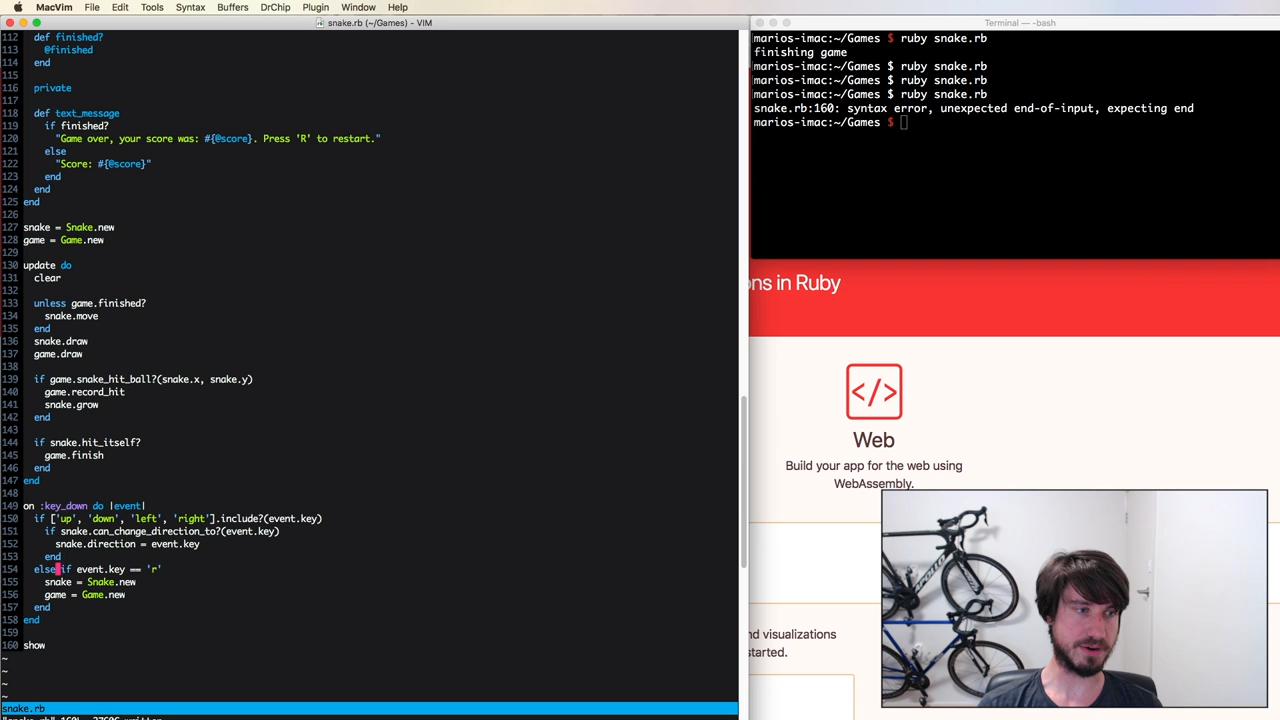 MacVim File Edit Tools Syntax Buffers DrChip Plugin Window Help
snake.rb (~/Games) - VIM
112 def finished?
113 @finished
114 end
115
116 private
117
118 def text_message
119 if finished?
120 "Game over, your score was: #{@score}. Press 'R' to restart."
121 else
122 "Score: #{@score}"
123 end
124 end
125 end
126
127 snake = Snake.new
128 game = Game.new
129
130 update do
131 clear
132
133 unless game.finished?
134 snake.move
135 end
136 snake.draw
137 game.draw
138
139 if game.snake_hit_ball?(snake.x, snake.y)
140 game.record_hit
141 snake.grow
142 end
143
144 if snake.hit_itself?
145 game.finish
146 end
147 end
148
149 on :key_down do |event|
150 if ['up', 'down', 'left', 'right'].include?(event.key)
151 if snake.can_change_direction_to?(event.key)
152 snake.direction = event.key
153 end
154 else if event.key == 'r'
155 snake = Snake.new
156 game = Game.new
157 end
158 end
159
160 show
~
~
~
~
snake.rb
Terminal — -bash
marios-imac:~/Games $ ruby snake.rb
finishing game
marios-imac:~/Games $ ruby snake.rb
marios-imac:~/Games $ ruby snake.rb
marios-imac:~/Games $ ruby snake.rb
snake.rb:160: syntax error, unexpected end-of-input, expecting end
marios-imac:~/Games $
ons in Ruby
</>
Web
Build your app for the web using
WebAssembly.
nd visualizations
started.